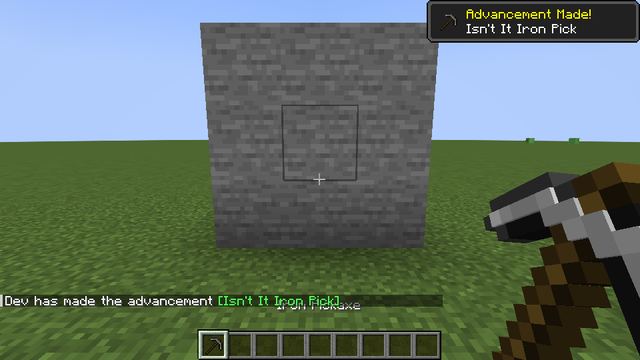 Advancement Made!
Isn't It Iron Pick
Dev has made the advancement [Isn't It Iron Pick]
Iron Pickaxe